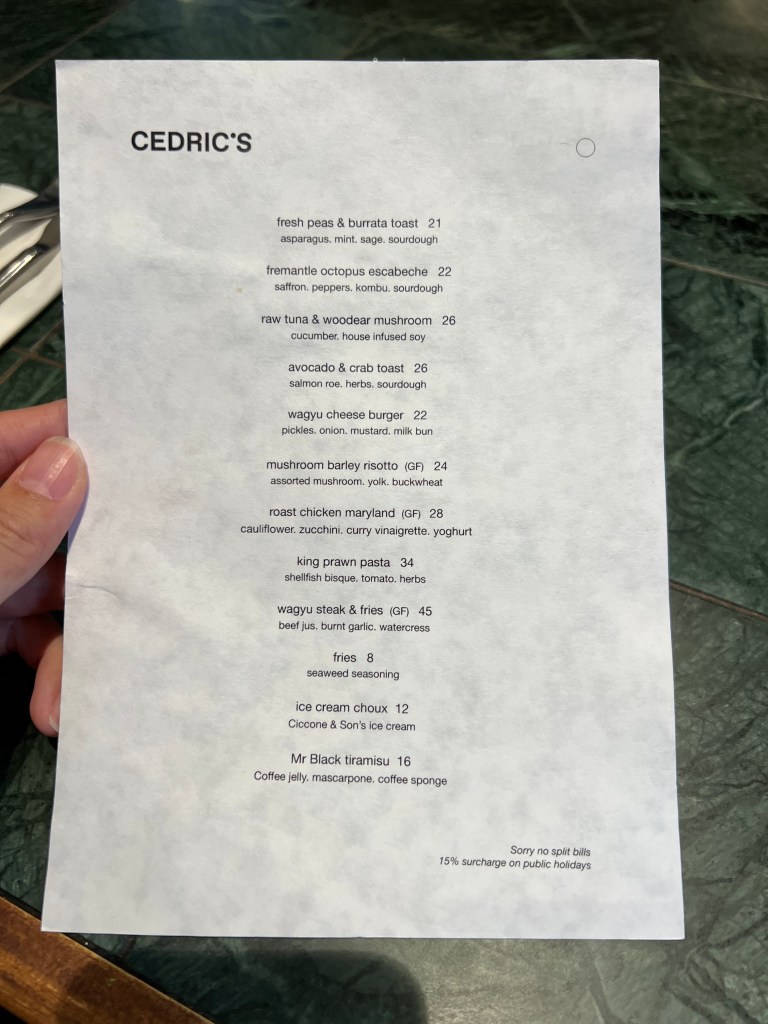 CEDRIC'S
fresh peas & burrata toast 21
asparagus. mint. sage. sourdough
fremantle octopus escabeche 22
saffron. peppers. kombu. sourdough
raw tuna & woodear mushroom 26
cucumber. house infused soy
avocado & crab toast 26
salmon roe. herbs. sourdough
wagyu cheese burger 22
pickles. onion. mustard. milk bun
mushroom barley risotto (GF) 24
assorted mushroom. yolk. buckwheat
roast chicken maryland (GF) 28
cauliflower. zucchini. curry vinaigrette. yoghurt
king prawn pasta 34
shellfish bisque. tomato. herbs
wagyu steak & fries (GF) 45
beef jus. burnt garlic. watercress
fries 8
seaweed seasoning
ice cream choux 12
Ciccone & Son's ice cream
Mr Black tiramisu 16
Coffee jelly. mascarpone. coffee sponge
Sorry no split bills
15% surcharge on public holidays